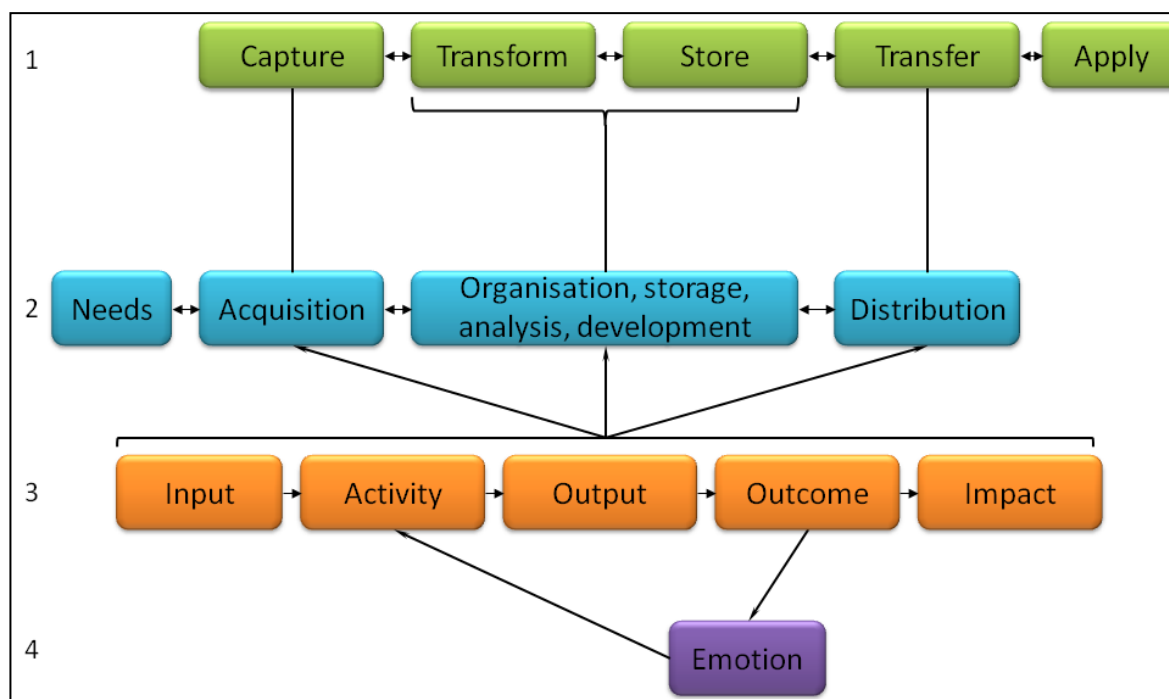 1
Capture
Transform
Store
Transfer
Apply
2
Needs
Acquisition
Organisation, storage,
analysis, development
Distribution
3
Input
Activity
Output
Outcome
Impact
4
Emotion